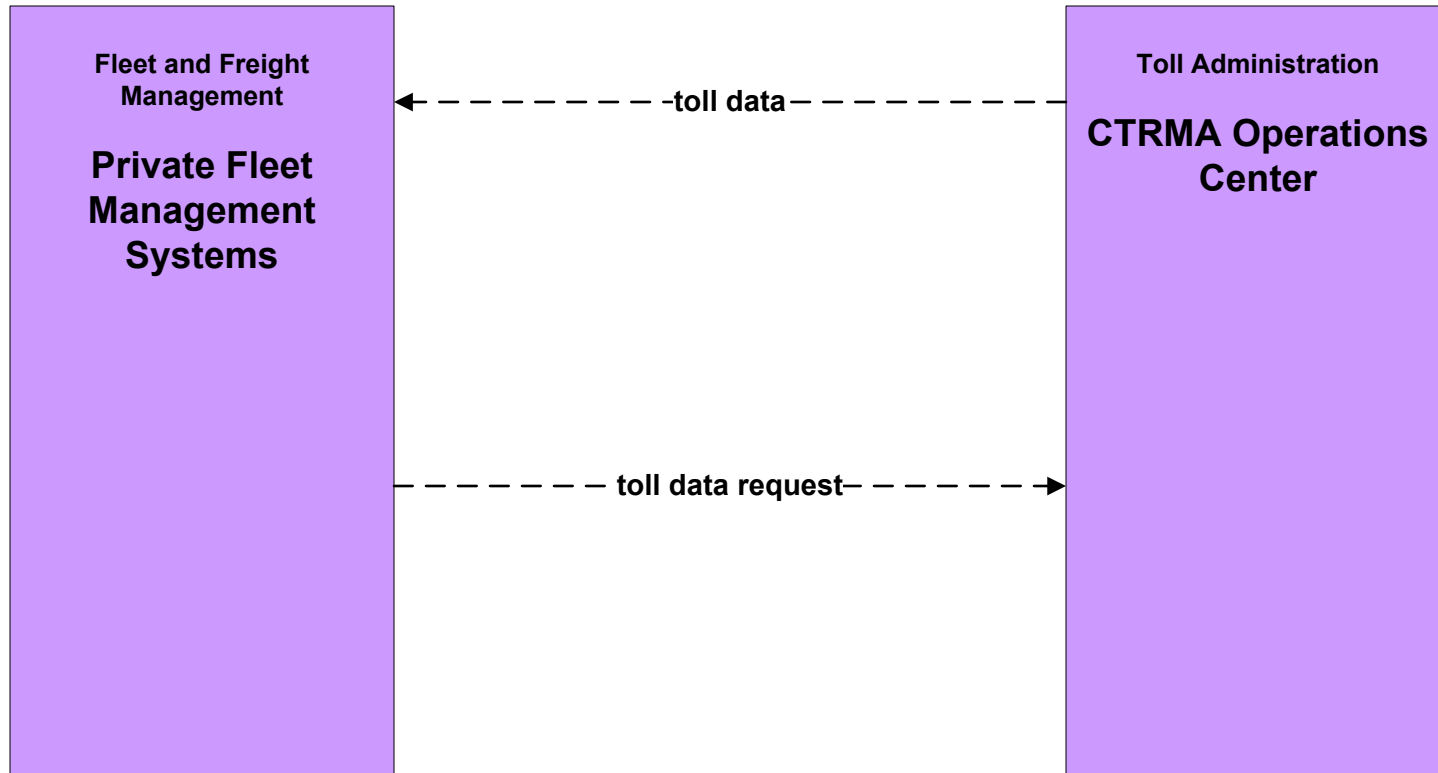 Fleet and Freight
Management
Private Fleet
Management
Systems
toll data
Toll Administration
CTRMA Operations
Center
toll data request